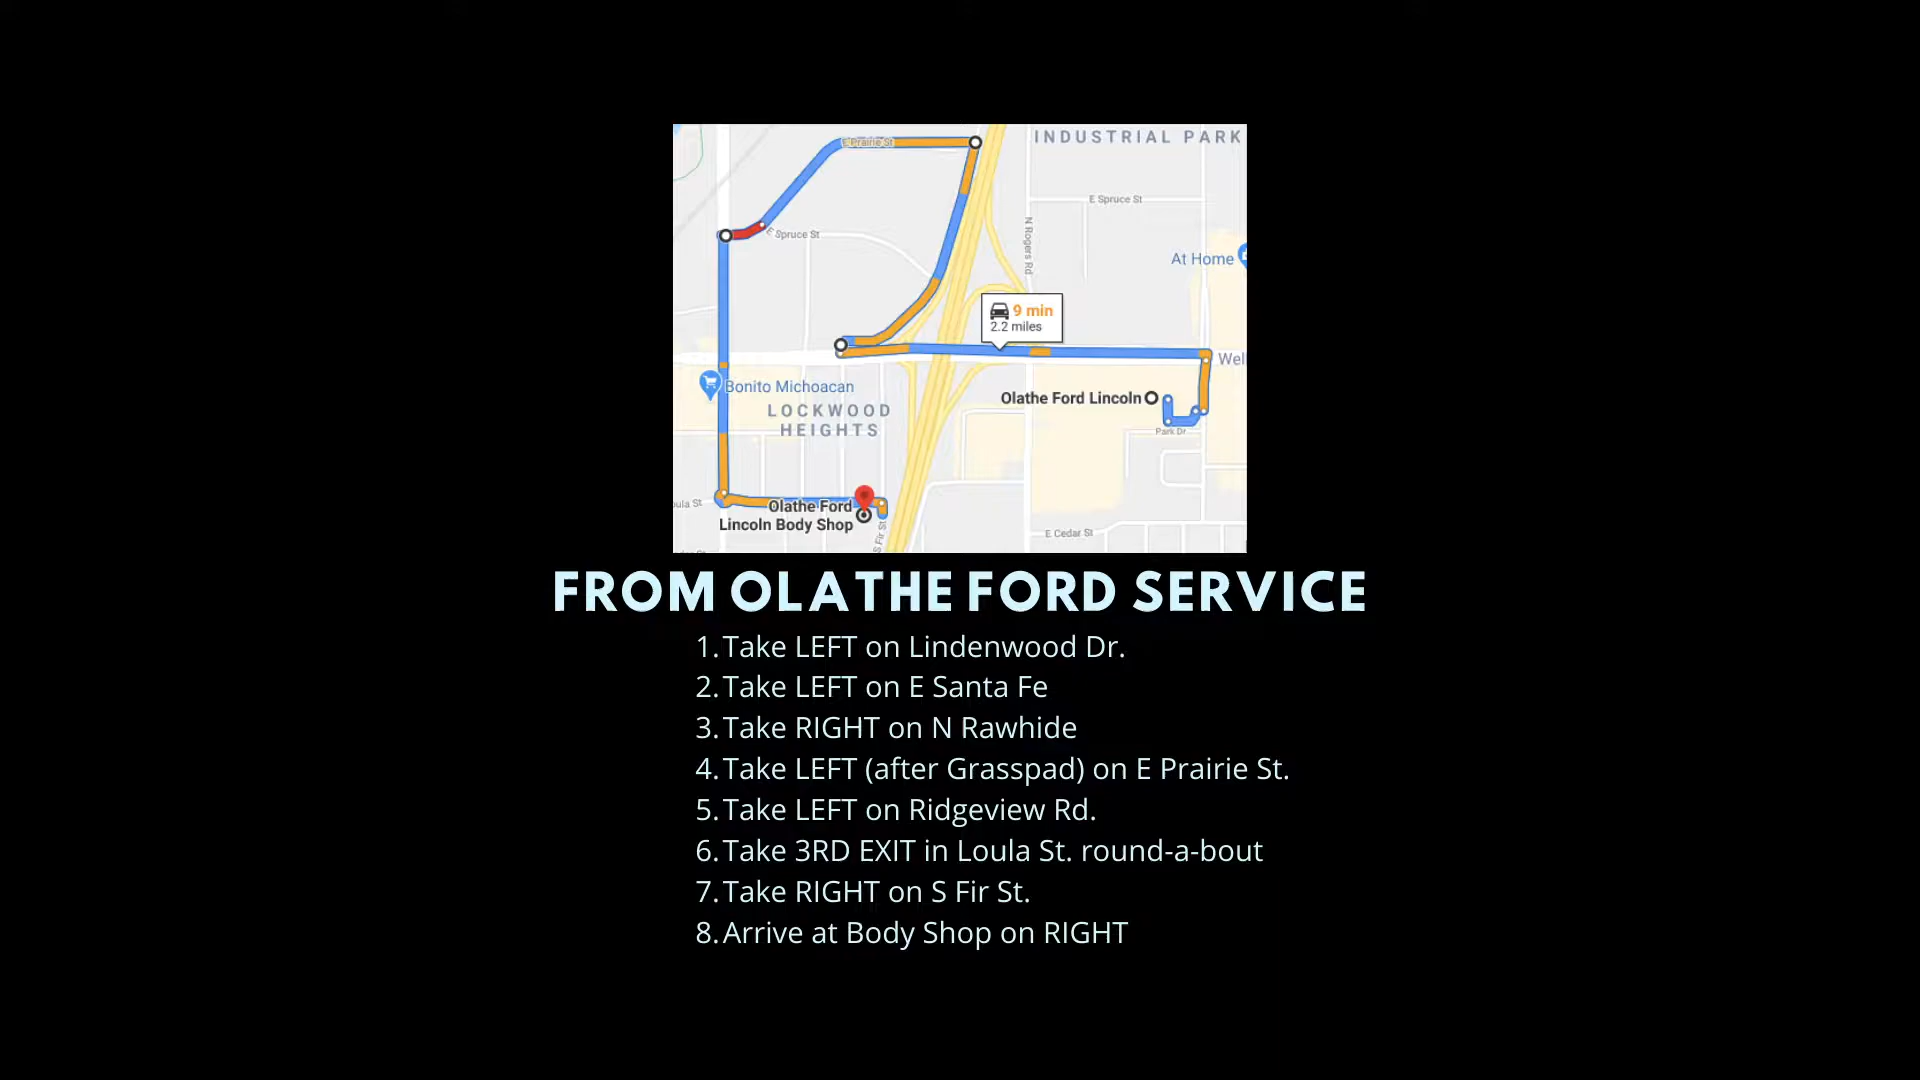 INDUSTRIAL PARK
E Prairie St
E Spruce St
N Rogers Rd
E Spruce St
At Home
9 min
2.2 miles
Bonito Michoacan
Olathe Ford Lincoln
LOCKWOOD
HEIGHTS
Park Dr
Olathe Ford
Lincoln Body Shop
S Fir St
E Cedar St
FROM OLATHE FORD SERVICE
1. Take LEFT on Lindenwood Dr.
2. Take LEFT on E Santa Fe
3. Take RIGHT on N Rawhide
4. Take LEFT (after Grasspad) on E Prairie St.
5. Take LEFT on Ridgeview Rd.
6. Take 3RD EXIT in Loula St. round-a-bout
7. Take RIGHT on S Fir St.
8. Arrive at Body Shop on RIGHT